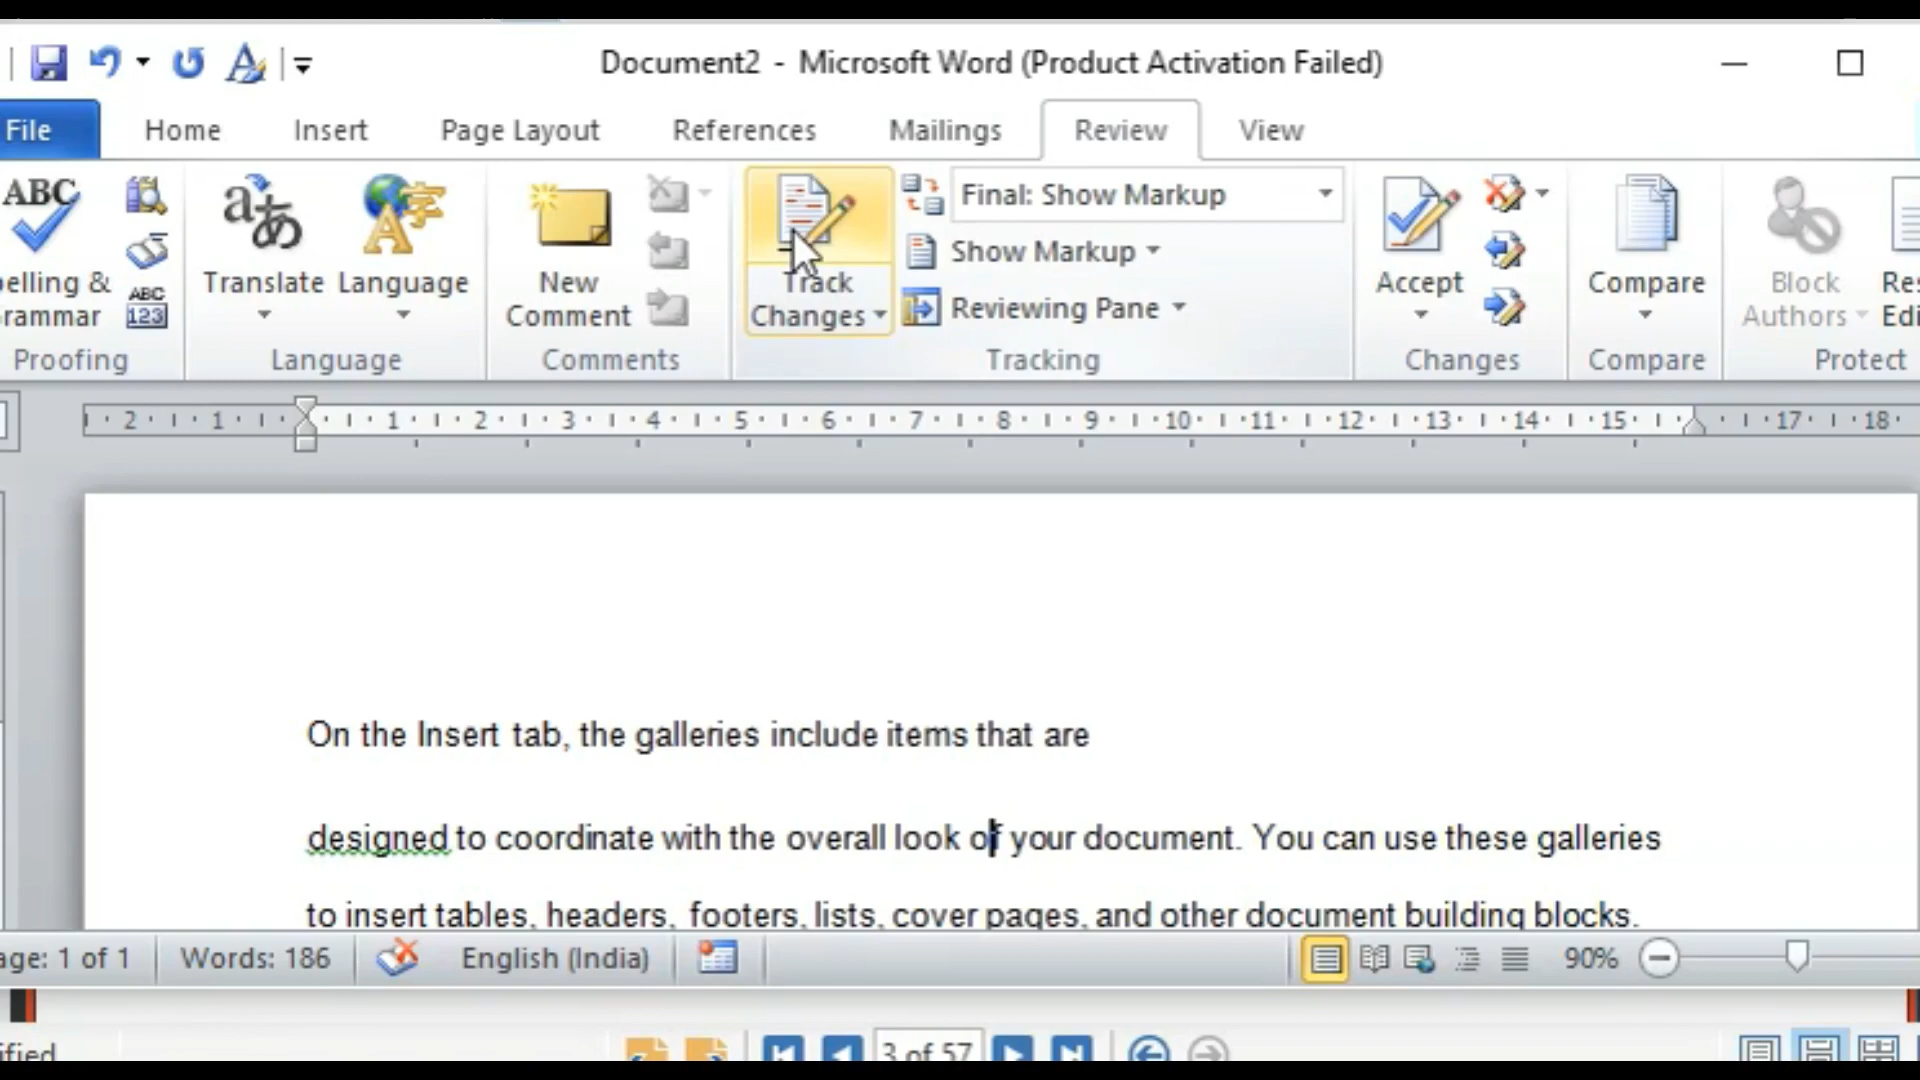 Document2 - Microsoft Word (Product Activation Failed)
File Home Insert Page Layout References Mailings Review View
ABC
ABC
123
elling &
rammar
Proofing
Translate
Language
Language
New
Comment
Comments
Track
Changes
Final: Show Markup
Show Markup
Reviewing Pane
Tracking
Accept
Changes
Compare
Compare
Block
Authors
Res
Edi
Protect
2 1 1 2 3 4 5 6 7 8 9 10 11 12 13 14 15 17 18
On the Insert tab, the galleries include items that are
designed to coordinate with the overall look of your document. You can use these galleries
to insert tables, headers, footers, lists, cover pages, and other document building blocks.
age: 1 of 1 Words: 186 English (India) 90%
ified 3 of 57